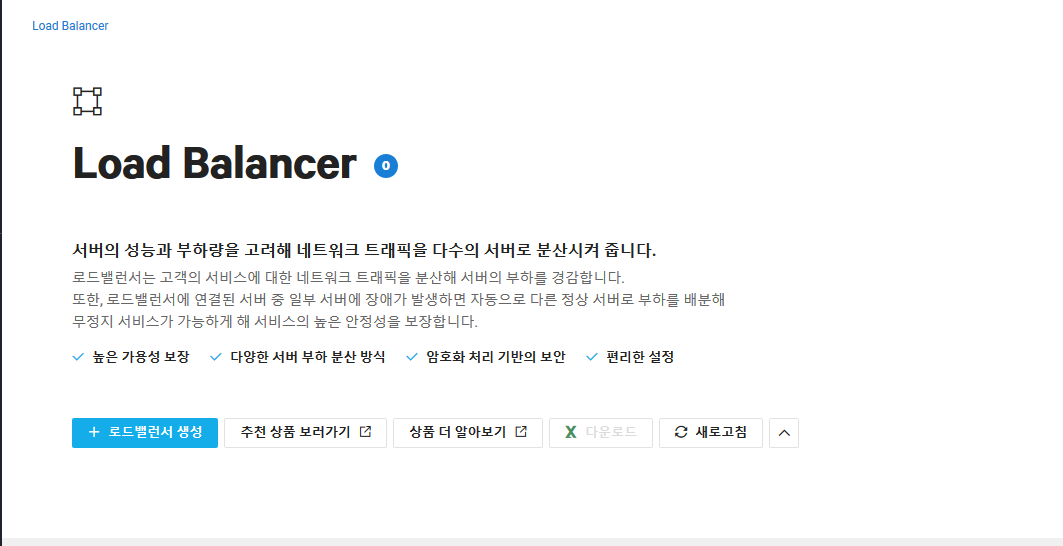 Load Balancer
Load Balancer 0
서버의 성능과 부하량을 고려해 네트워크 트래픽을 다수의 서버로 분산시켜 줍니다.
로드밸런서는 고객의 서비스에 대한 네트워크 트래픽을 분산해 서버의 부하를 경감합니다.
또한, 로드밸런서에 연결된 서버 중 일부 서버에 장애가 발생하면 자동으로 다른 정상 서버로 부하를 배분해
무정지 서비스가 가능하게 해 서비스의 높은 안정성을 보장합니다.
높은 가용성 보장 다양한 서버 부하 분산 방식 암호화 처리 기반의 보안 편리한 설정
+ 로드밸런서 생성 추천 상품 보러가기 상품 더 알아보기 X 다운로드 새로고침